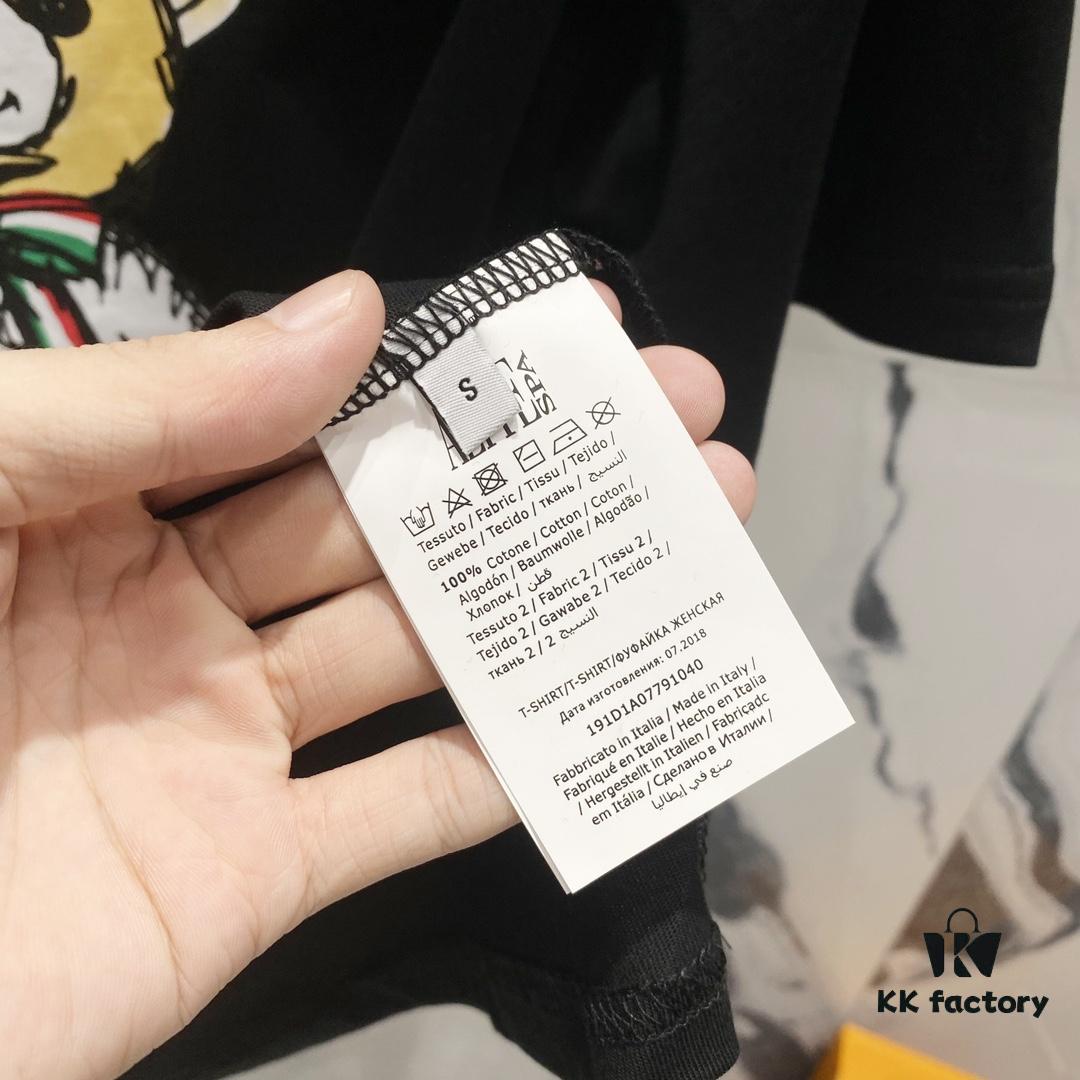 S
SPA
Tessuto / Fabric / Tissu / Tejido /
Gewebe / Tecido / ткань / النسيج
100% Cotone / Cotton / Coton /
Algodón / Baumwolle / Algodão /
Хлопок / قطن
Tessuto 2 / Fabric 2 / Tissu 2 /
Tejido 2 / Gawabe 2 / Tecido 2 /
ткань 2 / 2 النسيج
T-SHIRT/T-SHIRT/ФУФАЙКА ЖЕНСКАЯ
Дата изготовления: 07.2018
191D1A07791040
Fabbricato in Italia / Made in Italy /
Fabriqué en Italie / Hecho en Italia
/ Hergestellt in Italien / Fabriçadc
em Itália / Сделано в Италии /
صنع في إيطاليا
KK factory